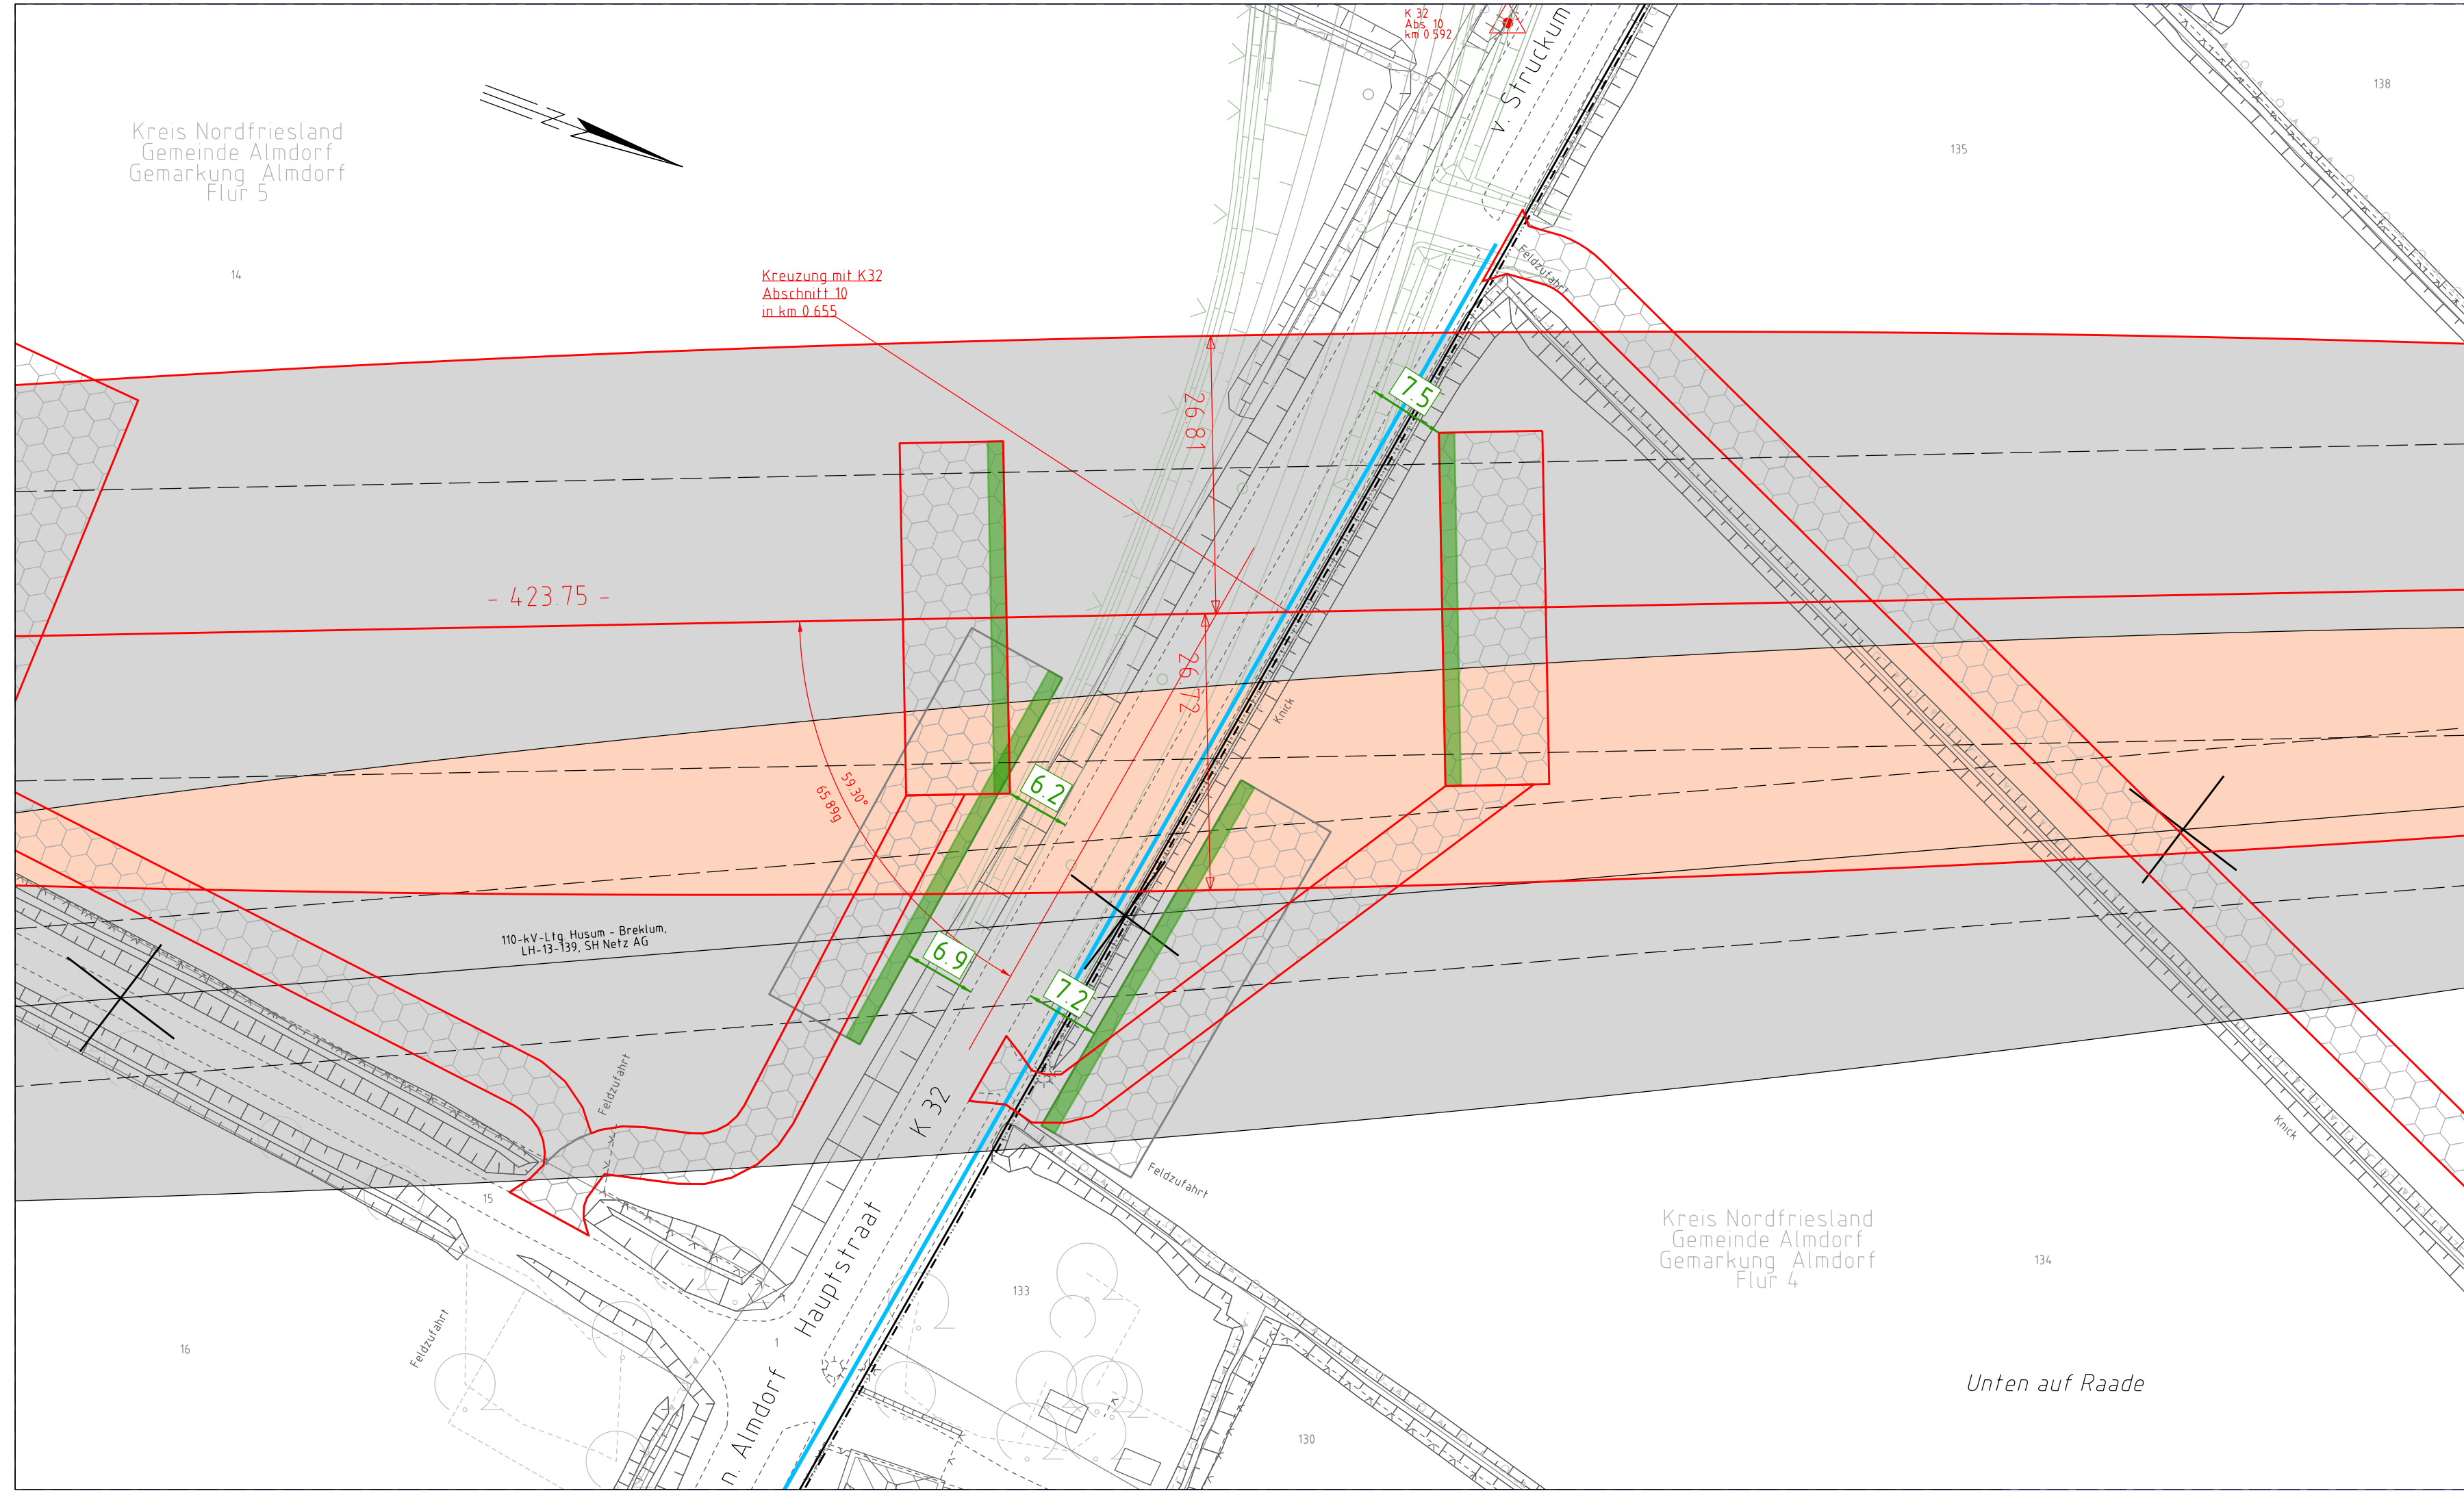 K 32
Abs 10
km 0.592
v. Struckum
138
Kreis Nordfriesland
Gemeinde Almdorf
Gemarkung Almdorf
Flur 5
135
14
Feldzufahrt
Kreuzung mit K32
Abschnitt 10
in km 0.655
7.5
26.81
- 423.75 -
26.72
Knick
59.30°
65.89g
6.2
110-kV-Ltg. Husum - Breklum,
LH-13-139, SH Netz AG
6.9
7.2
Feldzufahrt
K 32
Knick
Feldzufahrt
15
Hauptstraat
Kreis Nordfriesland
Gemeinde Almdorf
Gemarkung Almdorf
Flur 4
134
133
Feldzufahrt
16
1
n. Almdorf
Unten auf Raade
130